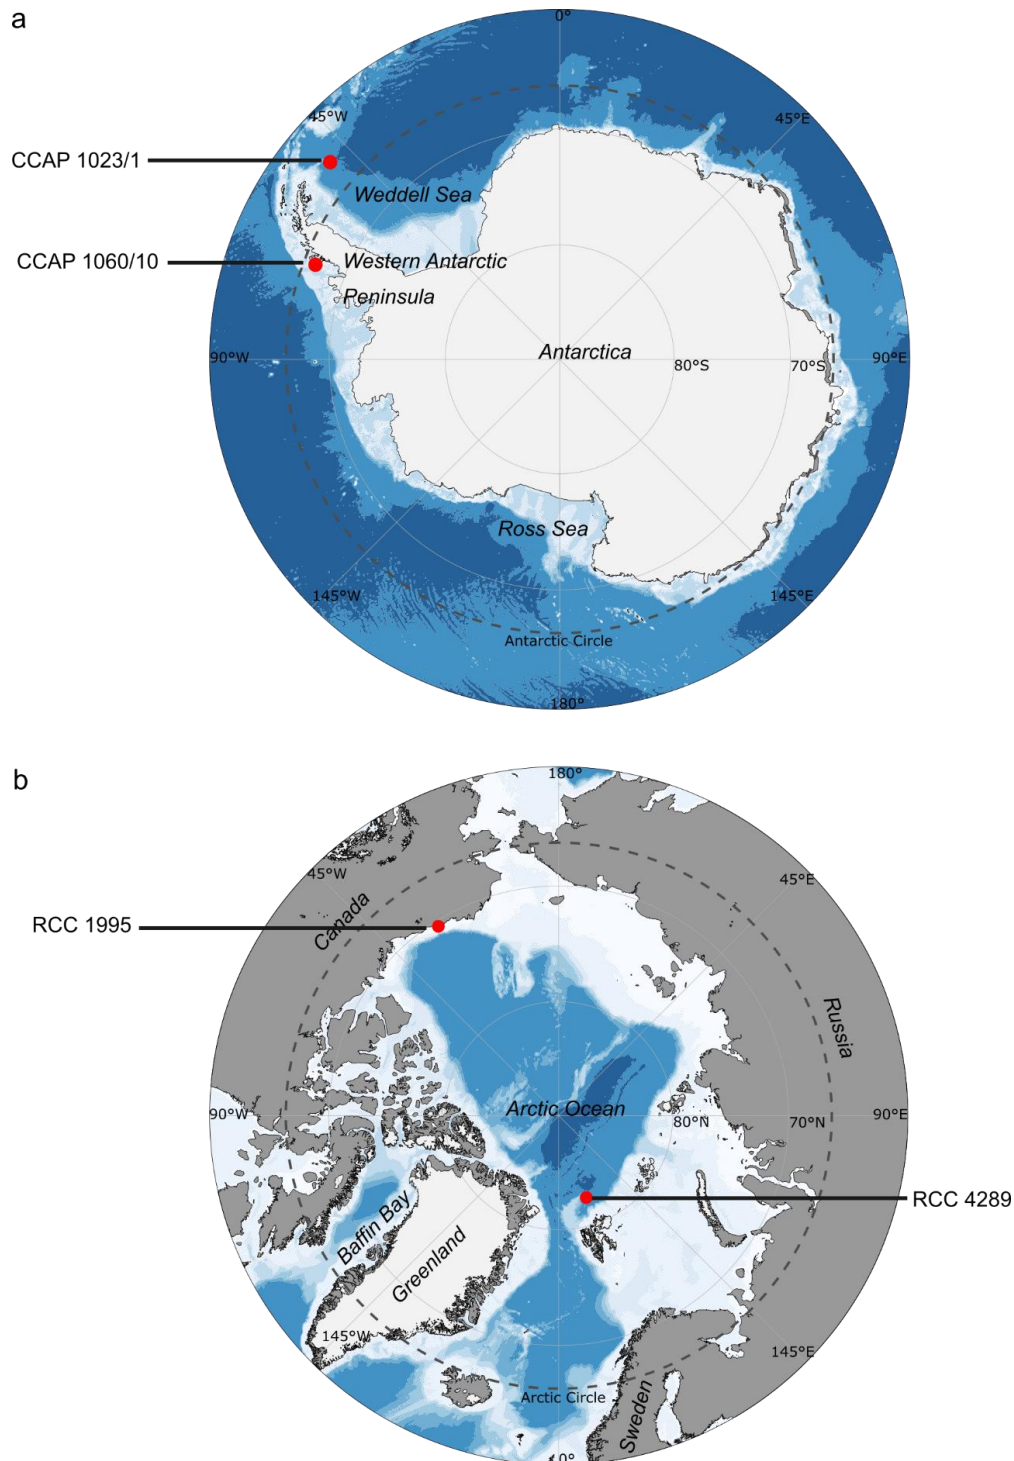 a
0°
45°W
45°E
CCAP 1023/1
Weddell Sea
CCAP 1060/10
Western Antarctic
Peninsula
Antarctica
90°W
80°S
70°S
90°E
Ross Sea
145°W
145°E
Antarctic Circle
180°
b
180°
45°W
45°E
Canada
RCC 1995
Russia
Arctic Ocean
90°W
80°N
70°N
90°E
RCC 4289
Baffin Bay
Greenland
145°W
145°E
Arctic Circle
Sweden
0°